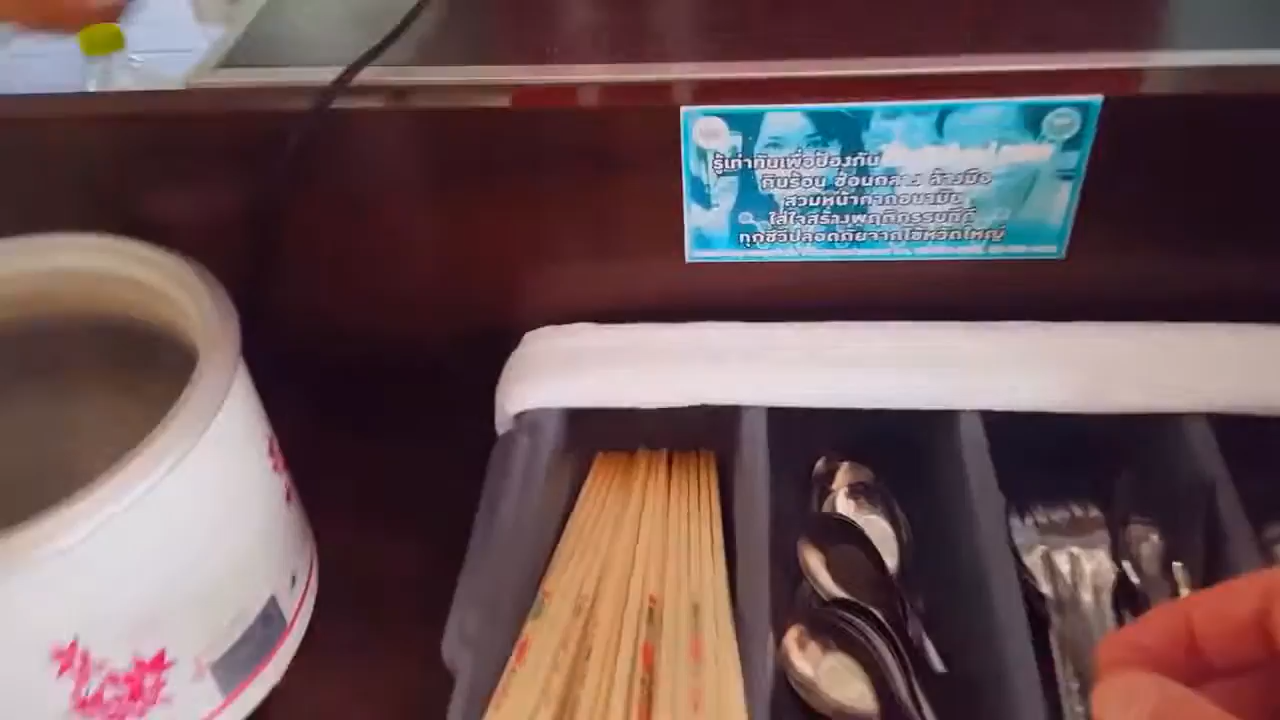 รู้เท่าทันเพื่อป้องกัน
กินร้อน ช้อนกลาง ล้างมือ
สวมหน้ากากอนามัย
ใส่ใจสร้างพฤติกรรมที่ดี
ทุกชีวีปลอดภัยจากไข้หวัดใหญ่